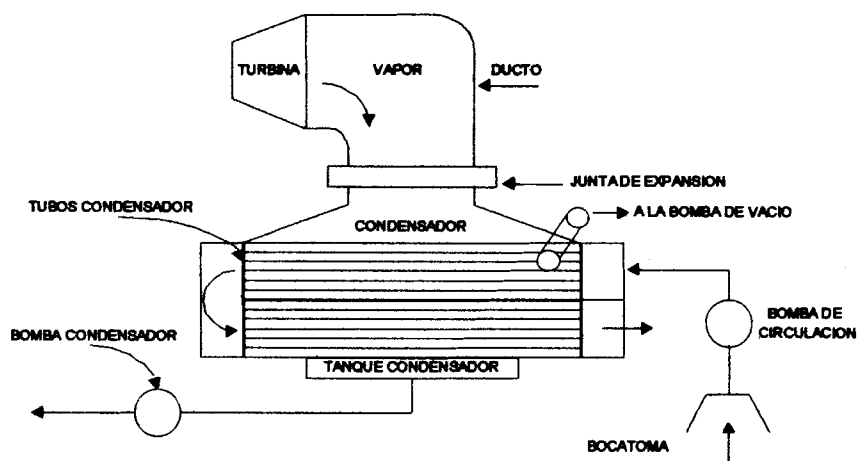 TURBINA
VAPOR
DUCTO
JUNTA DE EXPANSION
TUBOS CONDENSADOR
A LA BOMBA DE VACIO
CONDENSADOR
BOMBA DE
CIRCULACION
BOMBA CONDENSADOR
TANQUE CONDENSADOR
BOCATOMA